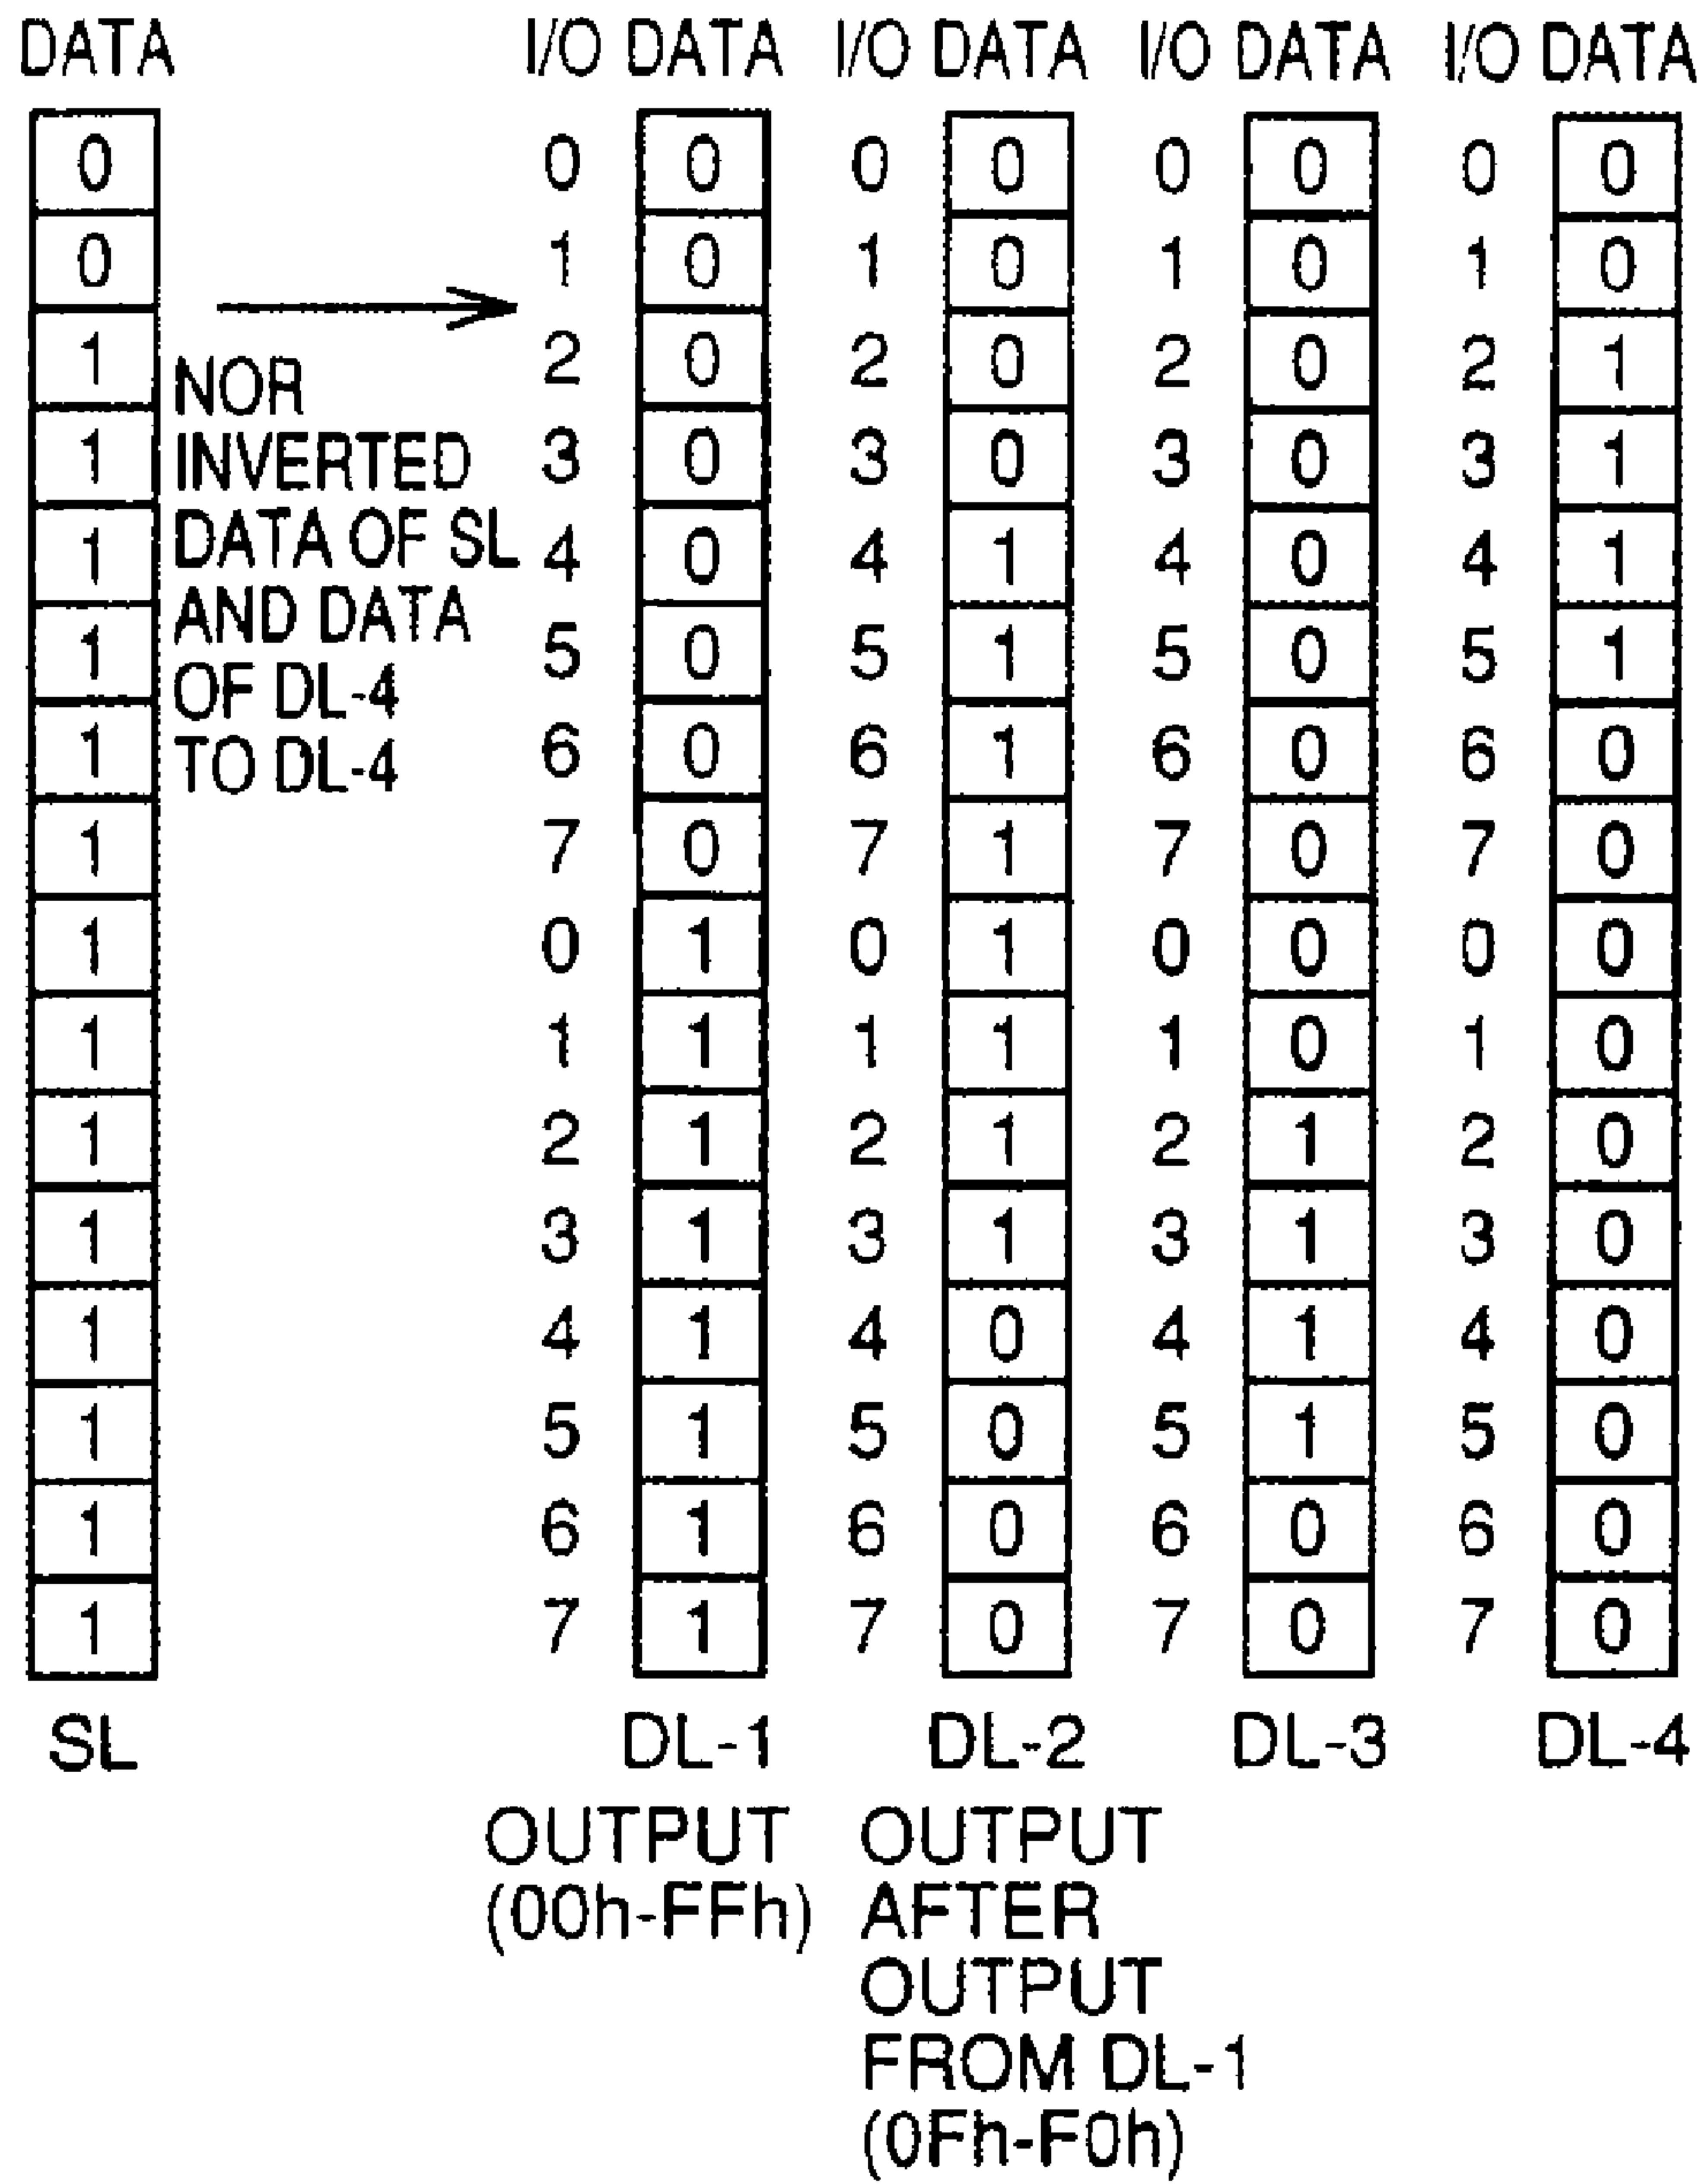 DATA I/O DATA I/O DATA I/O DATA I/O DATA
0 0 0 0 0 0 0 0 0
0 1 0 1 0 1 0 1 0
1 2 0 2 0 2 0 2 1
1 3 0 3 0 3 0 3 1
1 4 0 4 1 4 0 4 1
1 5 0 5 1 5 0 5 1
1 6 0 6 1 6 0 6 0
1 7 0 7 1 7 0 7 0
1 0 1 0 1 0 0 0 0
1 1 1 1 1 1 0 1 0
1 2 1 2 1 2 1 2 0
1 3 1 3 1 3 1 3 0
1 4 1 4 0 4 1 4 0
1 5 1 5 0 5 1 5 0
1 6 1 6 0 6 0 6 0
1 7 1 7 0 7 0 7 0
NOR
INVERTED
DATA OF SL
AND DATA
OF DL-4
TO DL-4
SL DL-1 DL-2 DL-3 DL-4
OUTPUT
(00h-FFh)
OUTPUT
AFTER
OUTPUT
FROM DL-1
(0Fh-F0h)